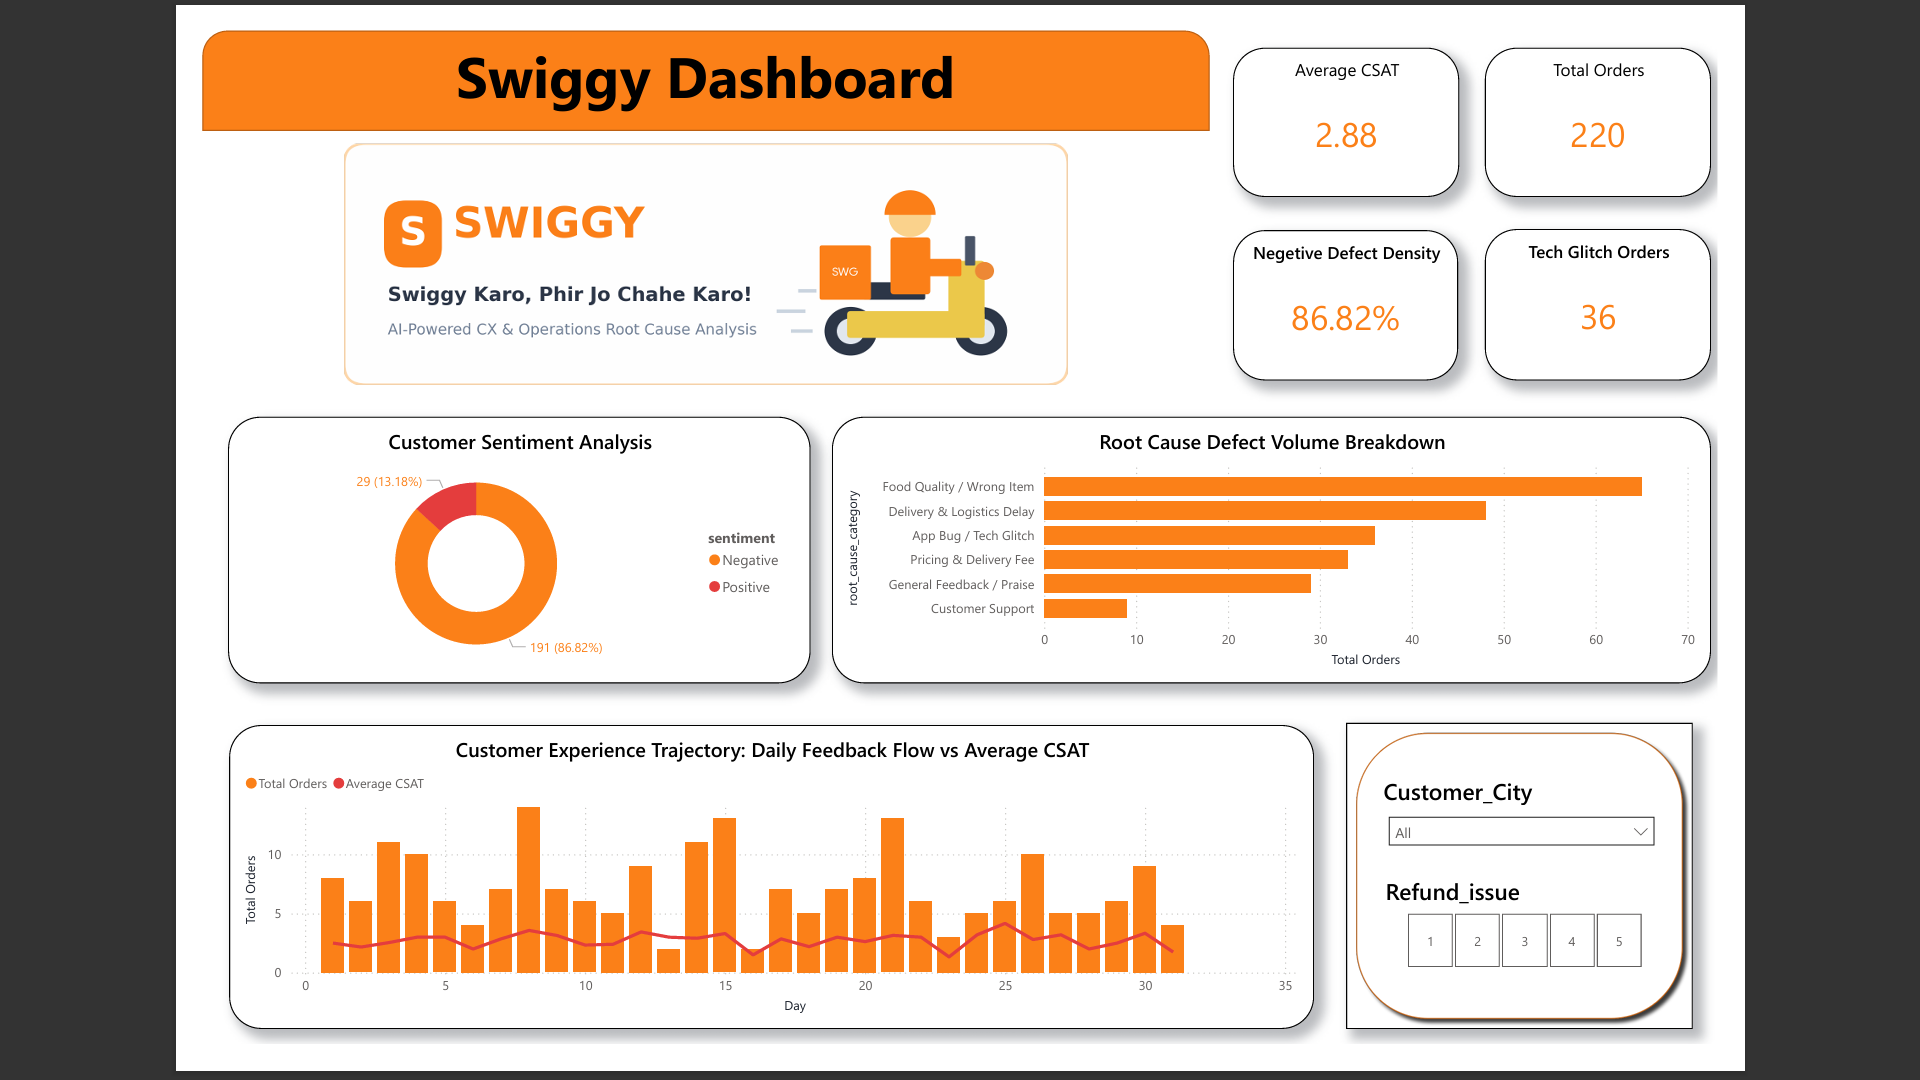 Swiggy Dashboard
Average CSAT
2.88
Total Orders
220
S SWIGGY
Swiggy Karo, Phir Jo Chahe Karo!
AI-Powered CX & Operations Root Cause Analysis
SWG
Negetive Defect Density
86.82%
Tech Glitch Orders
36
Customer Sentiment Analysis
29 (13.18%)
191 (86.82%)
sentiment
Negative
Positive
Root Cause Defect Volume Breakdown
root_cause_category
Food Quality / Wrong Item
Delivery & Logistics Delay
App Bug / Tech Glitch
Pricing & Delivery Fee
General Feedback / Praise
Customer Support
0 10 20 30 40 50 60 70
Total Orders
Customer Experience Trajectory: Daily Feedback Flow vs Average CSAT
Total Orders Average CSAT
Total Orders
10
5
0
0 5 10 15 20 25 30 35
Day
Customer_City
All
Refund_issue
1 2 3 4 5